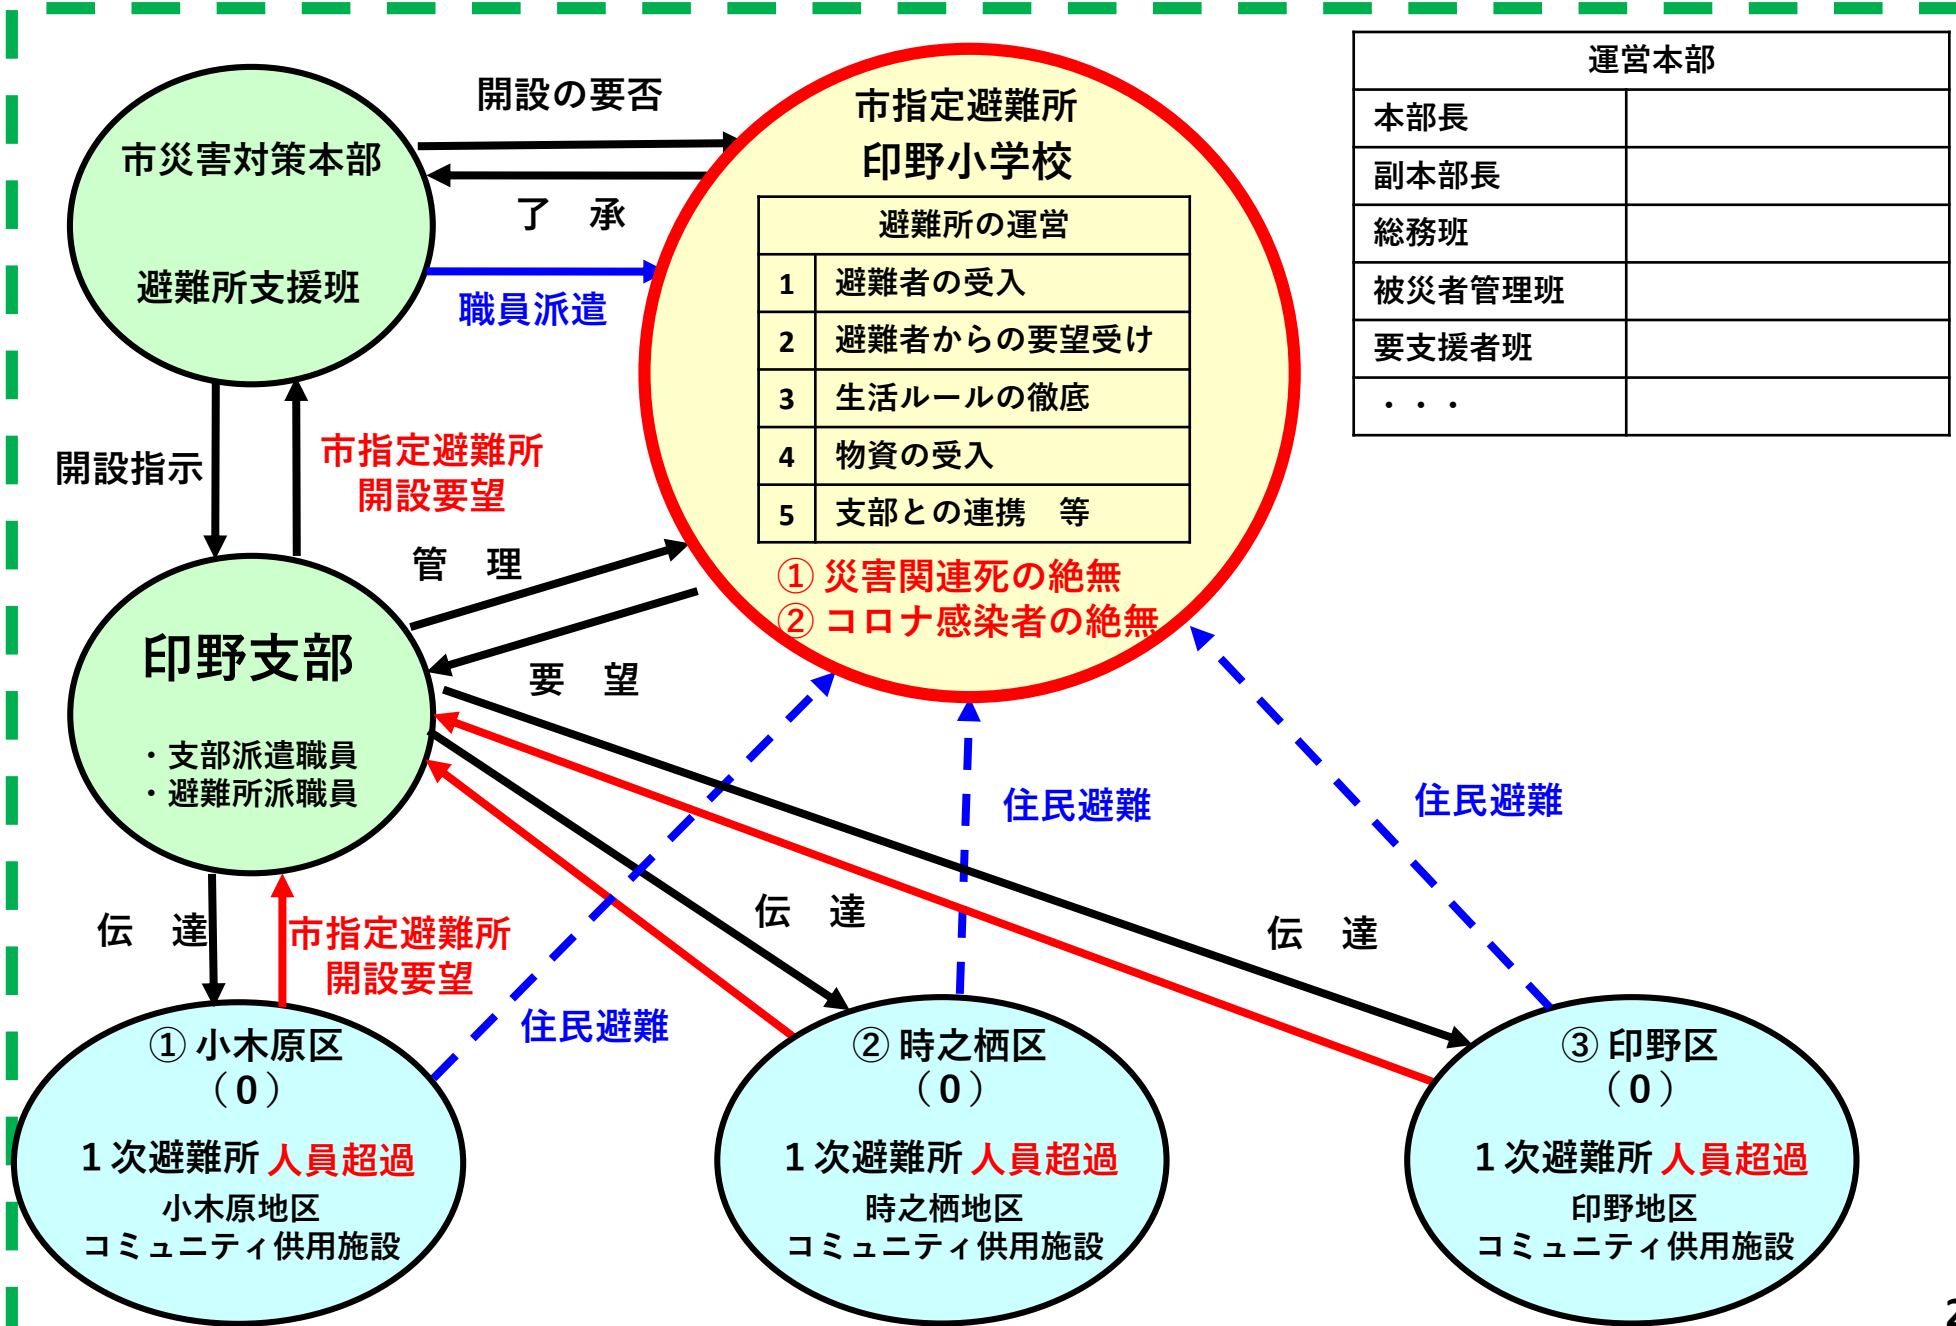 開設の要否
市災害対策本部
避難所支援班
了　承
職員派遣
市指定避難所
印野小学校
避難所の運営
1 避難者の受入
2 避難者からの要望受け
3 生活ルールの徹底
4 物資の受入
5 支部との連携　等
① 災害関連死の絶無
② コロナ感染者の絶無
運営本部
本部長
副本部長
総務班
被災者管理班
要支援者班
・・・
開設指示
市指定避難所
開設要望
管　理
要　望
印野支部
・支部派遣職員
・避難所派職員
住民避難
住民避難
伝　達
市指定避難所
開設要望
伝　達
伝　達
住民避難
① 小木原区
（０）
１次避難所 人員超過
小木原地区
コミュニティ供用施設
② 時之栖区
（０）
１次避難所 人員超過
時之栖地区
コミュニティ供用施設
③ 印野区
（０）
１次避難所 人員超過
印野地区
コミュニティ供用施設